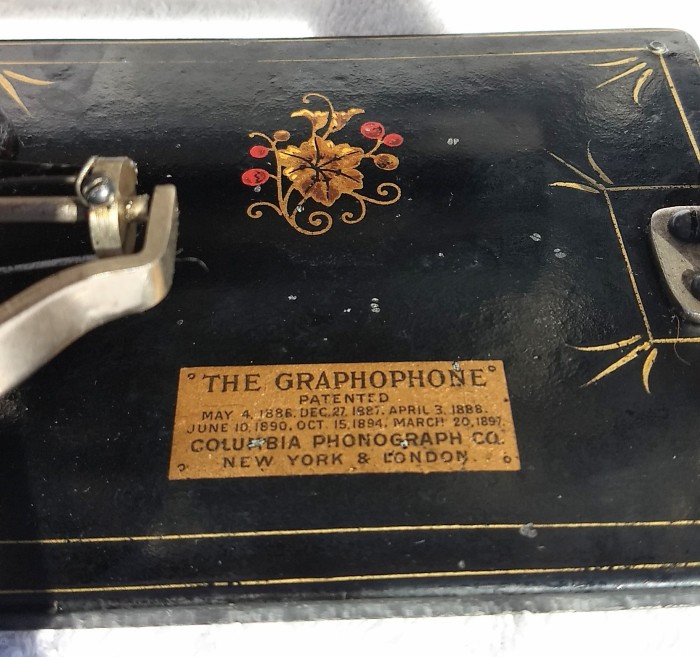 "THE GRAPHOPHONE"
PATENTED
MAY 4, 1886. DEC. 27, 1887. APRIL 3, 1888.
JUNE 10, 1890. OCT. 15, 1894. MARCH 20, 1897.
COLUMBIA PHONOGRAPH CO.
NEW YORK & LONDON